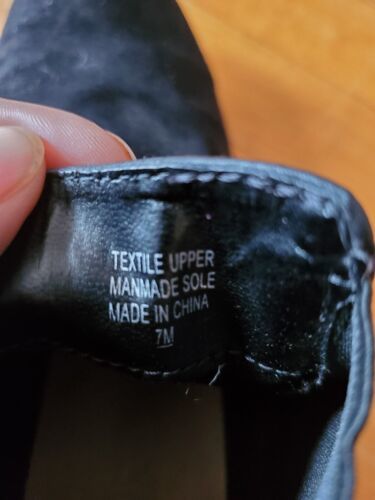 TEXTILE UPPER
MANMADE SOLE
MADE IN CHINA
7M